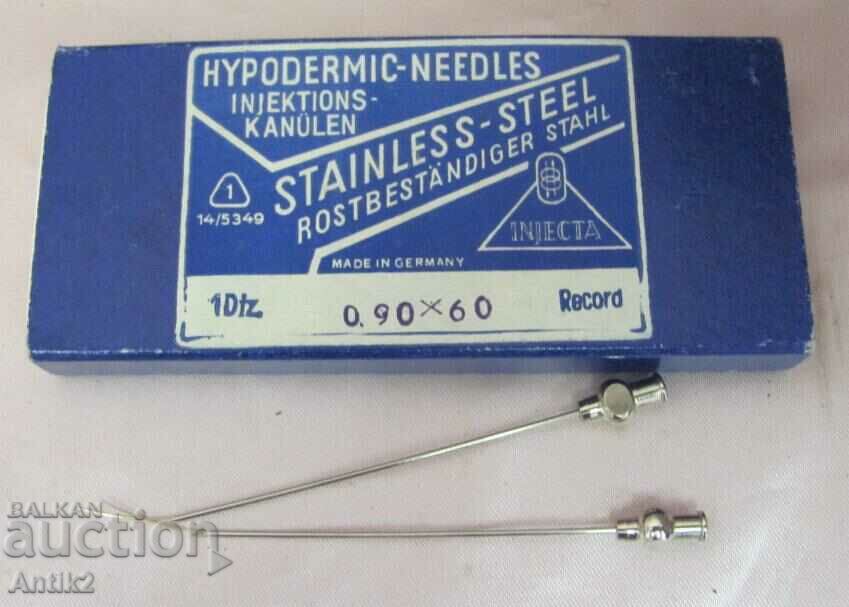 HYPODERMIC-NEEDLES
INJEKTIONS-
KANÜLEN
STAINLESS-STEEL
ROSTBESTÄNDIGER STAHL
1
14/5349
INJECTA
MADE IN GERMANY
1Dtz.
0.90×60
Record
BALKAN
auction
Antik2